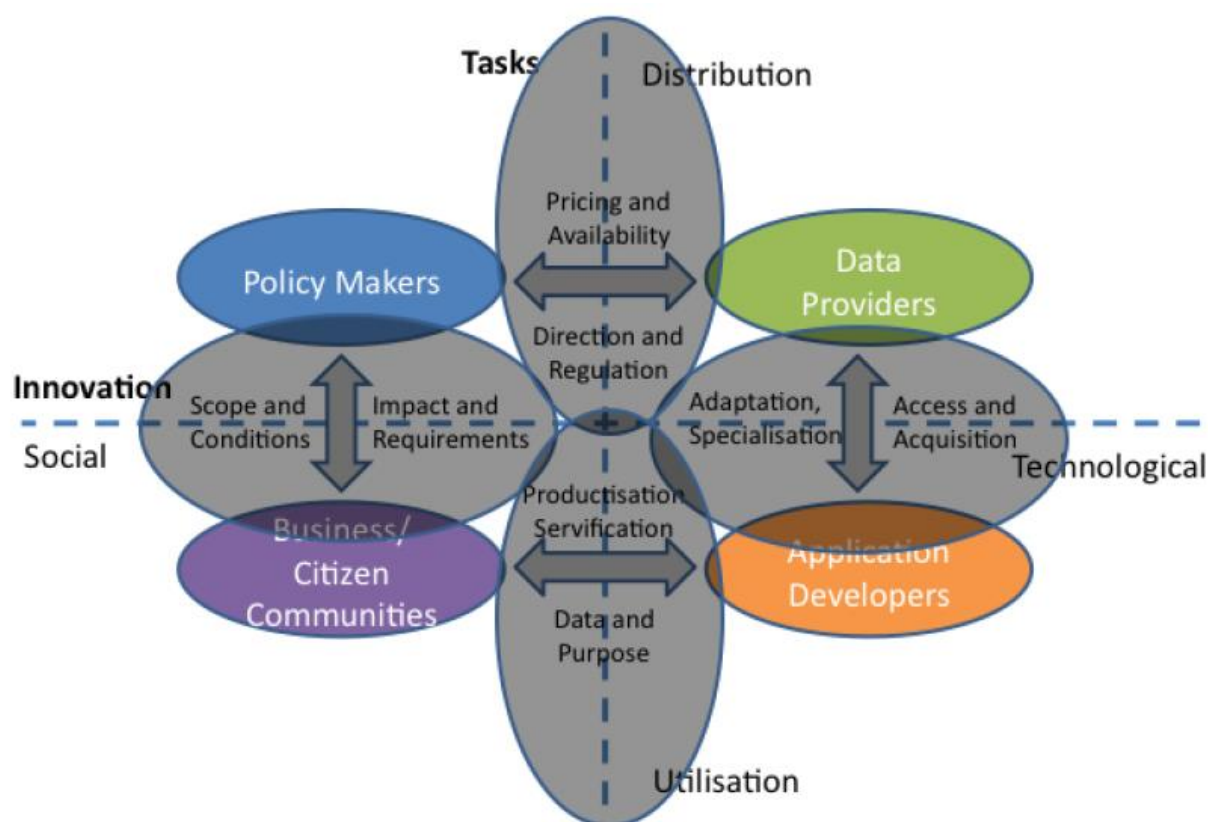 Tasks
Distribution
Pricing and
Availability
Policy Makers
Data
Providers
Direction and
Regulation
Innovation
Scope and
Conditions
Impact and
Requirements
Adaptation,
Specialisation
Access and
Acquisition
Social
Technological
Productisation
Servification
Business/
Citizen
Communities
Application
Developers
Data and
Purpose
Utilisation